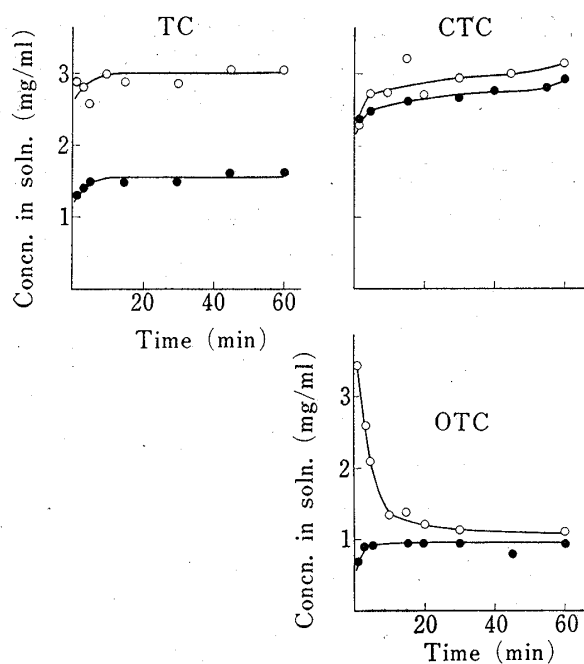 TC
CTC
Concn. in soln. (mg/ml)
3
2
1
20 40 60
Time (min)
OTC
Concn. in soln. (mg/ml)
3
2
1
20 40 60
Time (min)